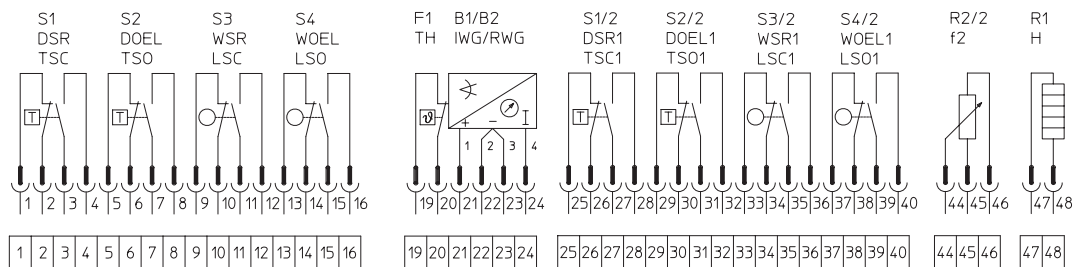 S1 S2 S3 S4 F1 B1/B2 S1/2 S2/2 S3/2 S4/2 R2/2 R1
DSR DOEL WSR WOEL TH IWG/RWG DSR1 DOEL1 WSR1 WOEL1 f2 H
TSC TSO LSC LSO TSC1 TSO1 LSC1 LSO1
T T ϑ + − I T T
1 2 3 4
1 2 3 4 5 6 7 8 9 10 11 12 13 14 15 16 19 20 21 22 23 24 25 26 27 28 29 30 31 32 33 34 35 36 37 38 39 40 44 45 46 47 48
1 2 3 4 5 6 7 8 9 10 11 12 13 14 15 16 19 20 21 22 23 24 25 26 27 28 29 30 31 32 33 34 35 36 37 38 39 40 44 45 46 47 48